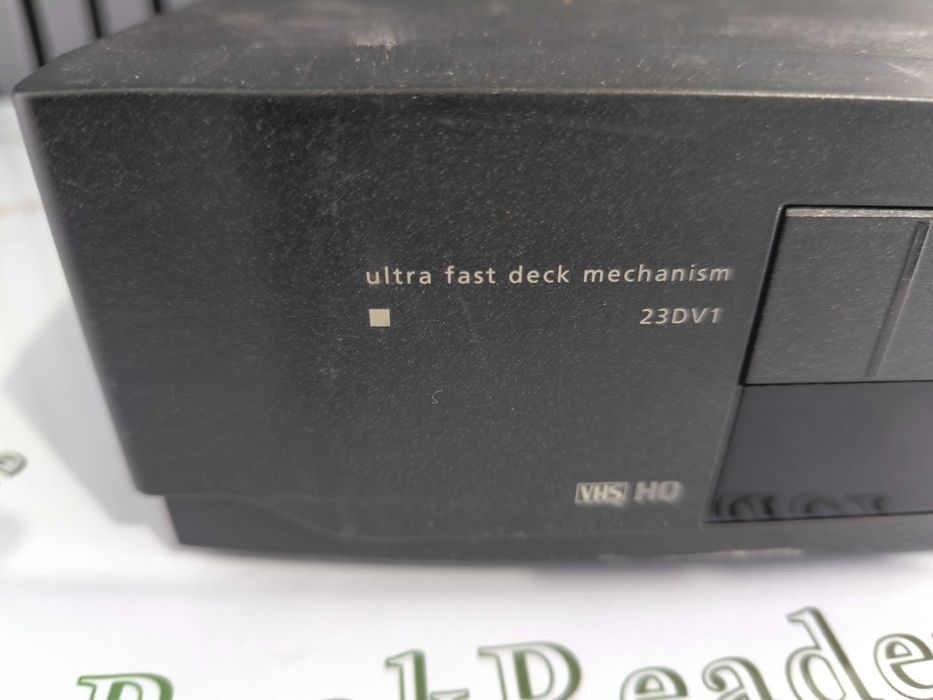 ultra fast deck mechanism
23DV1
VHS HQ